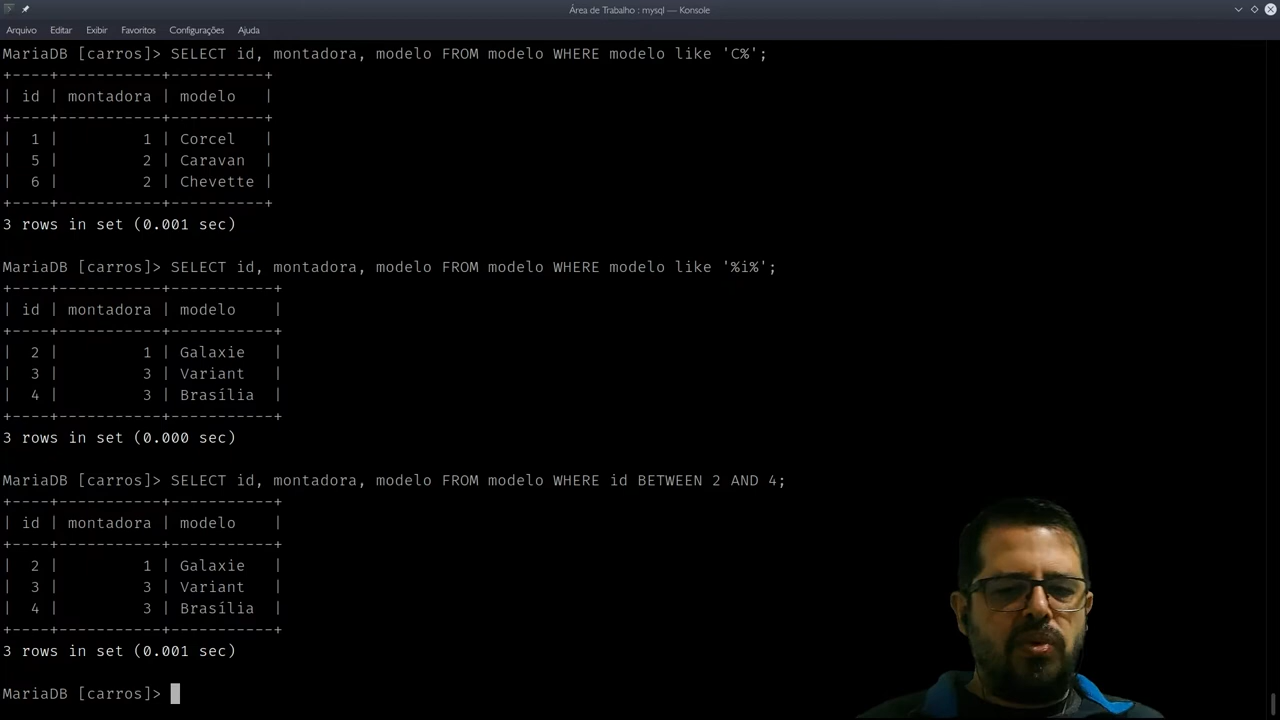 Área de Trabalho : mysql — Konsole
Arquivo Editar Exibir Favoritos Configurações Ajuda
MariaDB [carros]> SELECT id, montadora, modelo FROM modelo WHERE modelo like 'C%';
+----+-----------+----------+
| id | montadora | modelo   |
+----+-----------+----------+
|  1 |         1 | Corcel   |
|  5 |         2 | Caravan  |
|  6 |         2 | Chevette |
+----+-----------+----------+
3 rows in set (0.001 sec)
MariaDB [carros]> SELECT id, montadora, modelo FROM modelo WHERE modelo like '%i%';
+----+-----------+-----------+
| id | montadora | modelo    |
+----+-----------+-----------+
|  2 |         1 | Galaxie   |
|  3 |         3 | Variant   |
|  4 |         3 | Brasília  |
+----+-----------+-----------+
3 rows in set (0.000 sec)
MariaDB [carros]> SELECT id, montadora, modelo FROM modelo WHERE id BETWEEN 2 AND 4;
+----+-----------+-----------+
| id | montadora | modelo    |
+----+-----------+-----------+
|  2 |         1 | Galaxie   |
|  3 |         3 | Variant   |
|  4 |         3 | Brasília  |
+----+-----------+-----------+
3 rows in set (0.001 sec)
MariaDB [carros]>